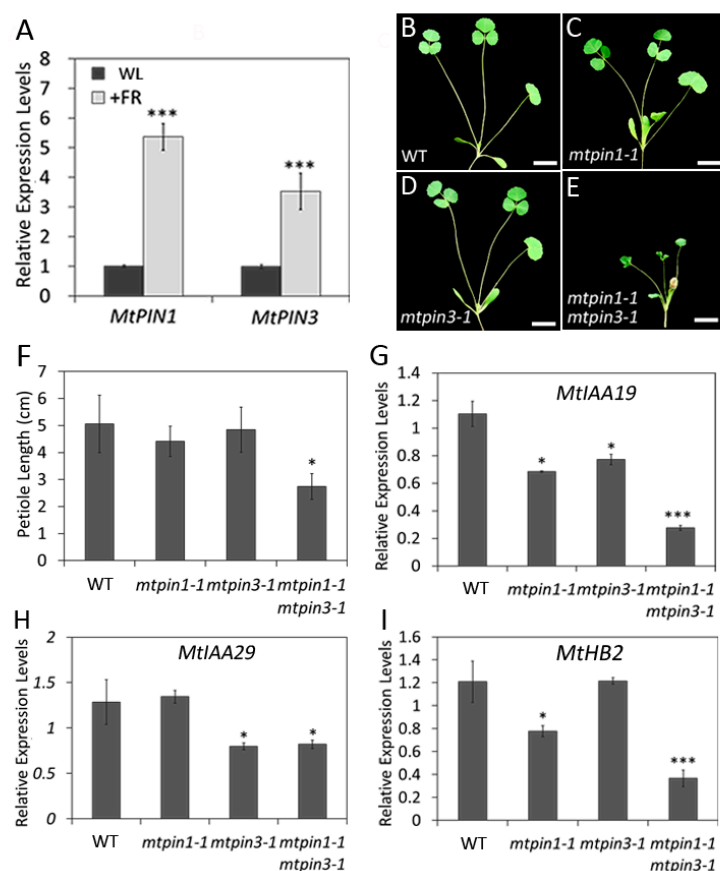 A
Relative Expression Levels
8
7
6
5
4
3
2
1
0
WL
+FR
***
***
MtPIN1
MtPIN3
B
WT
C
mtpin1-1
D
mtpin3-1
E
mtpin1-1
mtpin3-1
F
Petiole Length (cm)
7
6
5
4
3
2
1
0
*
WT
mtpin1-1
mtpin3-1
mtpin1-1
mtpin3-1
G
MtIAA19
Relative Expression Levels
1.4
1.2
1
0.8
0.6
0.4
0.2
0
*
*
***
WT
mtpin1-1
mtpin3-1
mtpin1-1
mtpin3-1
H
MtIAA29
Relative Expression Levels
2
1.5
1
0.5
0
*
*
WT
mtpin1-1
mtpin3-1
mtpin1-1
mtpin3-1
I
MtHB2
Relative Expression Levels
1.6
1.4
1.2
1
0.8
0.6
0.4
0.2
0
*
***
WT
mtpin1-1
mtpin3-1
mtpin1-1
mtpin3-1